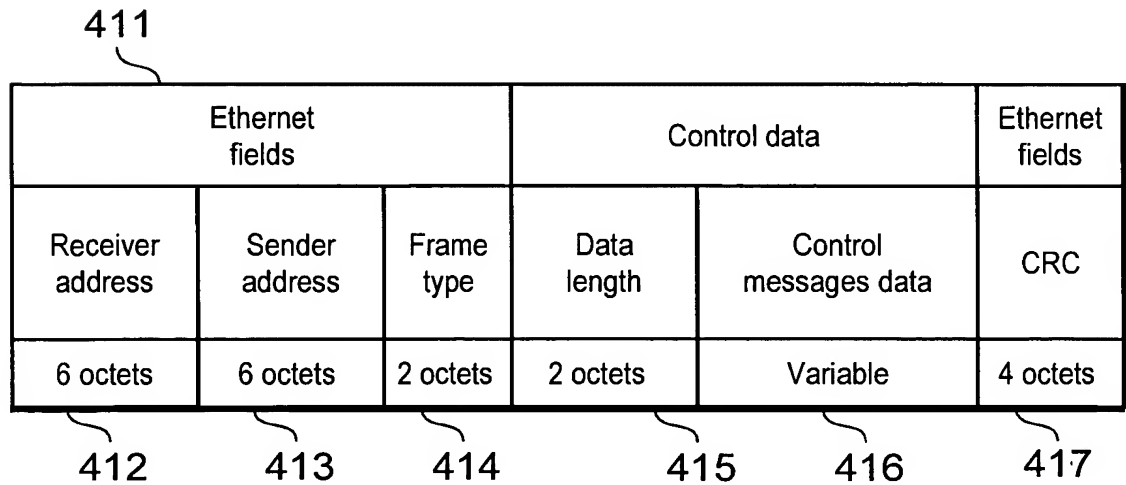 411
Ethernet
fields
Control data
Ethernet
fields
Receiver
address
Sender
address
Frame
type
Data
length
Control
messages data
CRC
6 octets
6 octets
2 octets
2 octets
Variable
4 octets
412
413
414
415
416
417